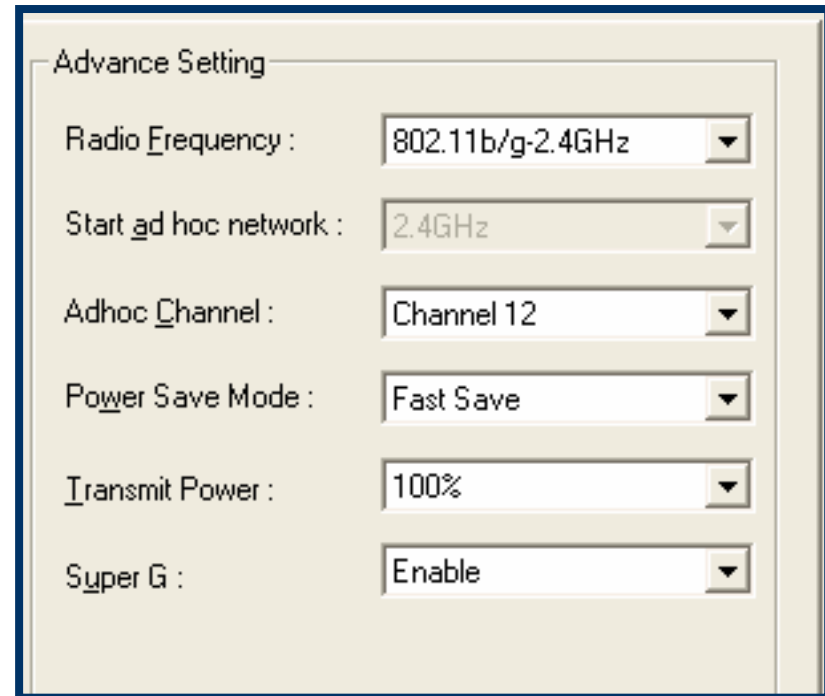 Advance Setting
Radio Frequency : 802.11b/g-2.4GHz
Start ad hoc network : 2.4GHz
Adhoc Channel : Channel 12
Power Save Mode : Fast Save
Transmit Power : 100%
Super G : Enable